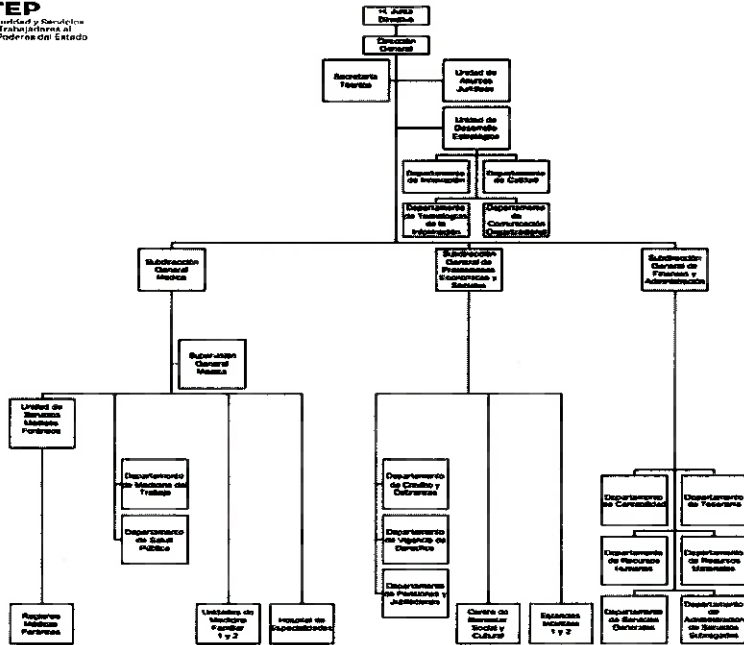 TEP
Seguridad y Servicios
Trabajadores al
Poderes del Estado
H. Junta
Directiva
Dirección
General
Secretaría
Técnica
Unidad de
Asuntos
Jurídicos
Unidad de
Desarrollo
Estratégico
Departamento
de Innovación
Departamento
de Calidad
Departamento
de Tecnologías
de la
Información
Departamento
de
Comunicación
Organizacional
Subdirección
General
Médica
Subdirección
General de
Prestaciones
Económicas y
Sociales
Subdirección
General de
Finanzas y
Administración
Supervisión
General
Médica
Unidad de
Servicios
Médicos
Foráneos
Departamento
de Medicina del
Trabajo
Departamento
de Salud
Pública
Departamento
de Crédito y
Cobranzas
Departamento
de Vigencia de
Derechos
Departamento
de Pensiones y
Jubilaciones
Departamento
de Contabilidad
Departamento
de Tesorería
Departamento
de Recursos
Humanos
Departamento
de Recursos
Materiales
Regiones
Médicas
Foráneas
Unidades de
Medicina
Familiar
1 y 2
Hospital de
Especialidades
Centro de
Bienestar
Social y
Cultural
Estancias
Infantiles
1 y 2
Departamento
de Servicios
Generales
Departamento
de
Administración
de Servicios
Subrogados